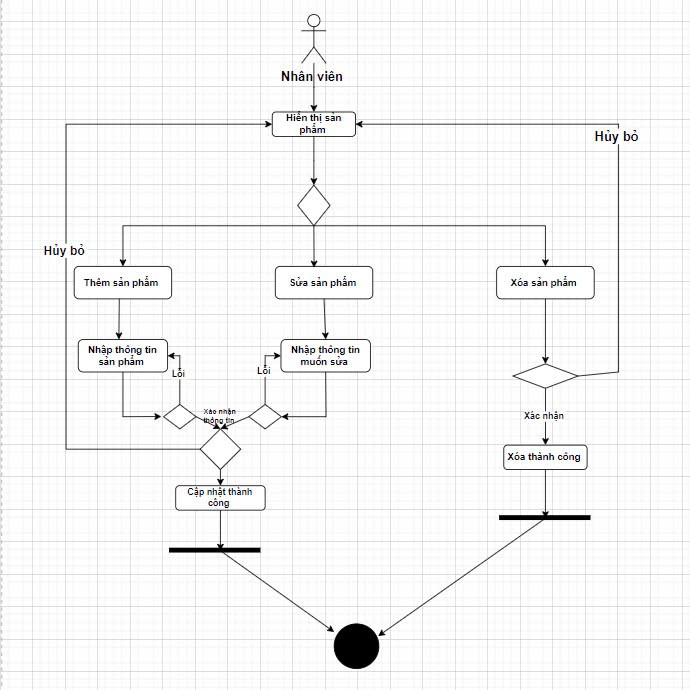 Nhân viên
Hiển thị sản
phẩm
Hủy bỏ
Hủy bỏ
Thêm sản phẩm
Sửa sản phẩm
Xóa sản phẩm
Nhập thông tin
sản phẩm
Nhập thông tin
muốn sửa
Lỗi
Lỗi
Xác nhận
thông tin
Xác nhận
Xóa thành công
Cập nhật thành
công